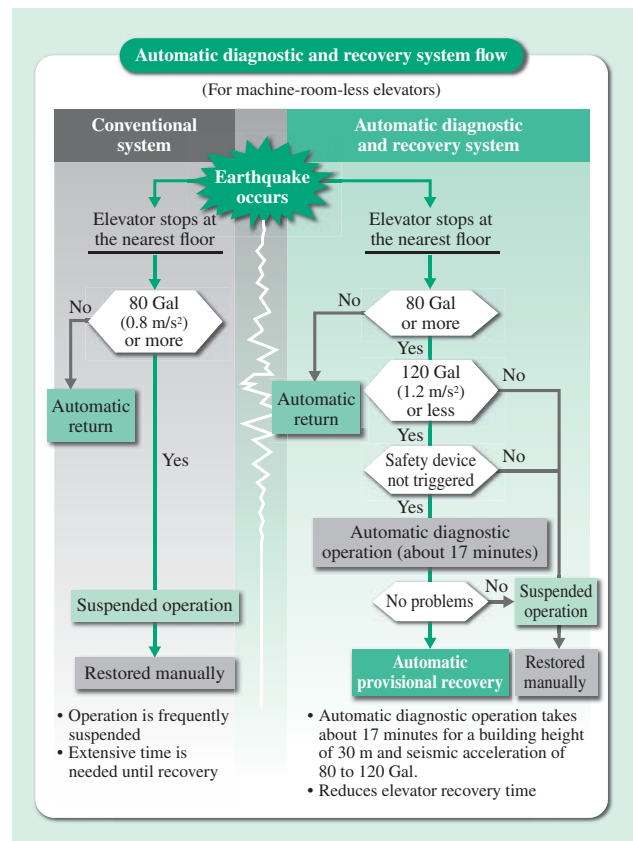 Automatic diagnostic and recovery system flow
(For machine-room-less elevators)
Conventional
system
Automatic diagnostic
and recovery system
Earthquake
occurs
Elevator stops at
the nearest floor
No
80 Gal
(0.8 m/s²)
or more
Automatic
return
Yes
Suspended operation
Restored manually
• Operation is frequently
suspended
• Extensive time is
needed until recovery
Elevator stops at
the nearest floor
No
80 Gal
or more
Yes
Automatic
return
120 Gal
(1.2 m/s²)
or less
No
Yes
Safety device
not triggered
No
Yes
Automatic diagnostic
operation (about 17 minutes)
No problems
No
Suspended
operation
Automatic
provisional recovery
Restored
manually
• Automatic diagnostic operation takes
about 17 minutes for a building height
of 30 m and seismic acceleration of
80 to 120 Gal.
• Reduces elevator recovery time